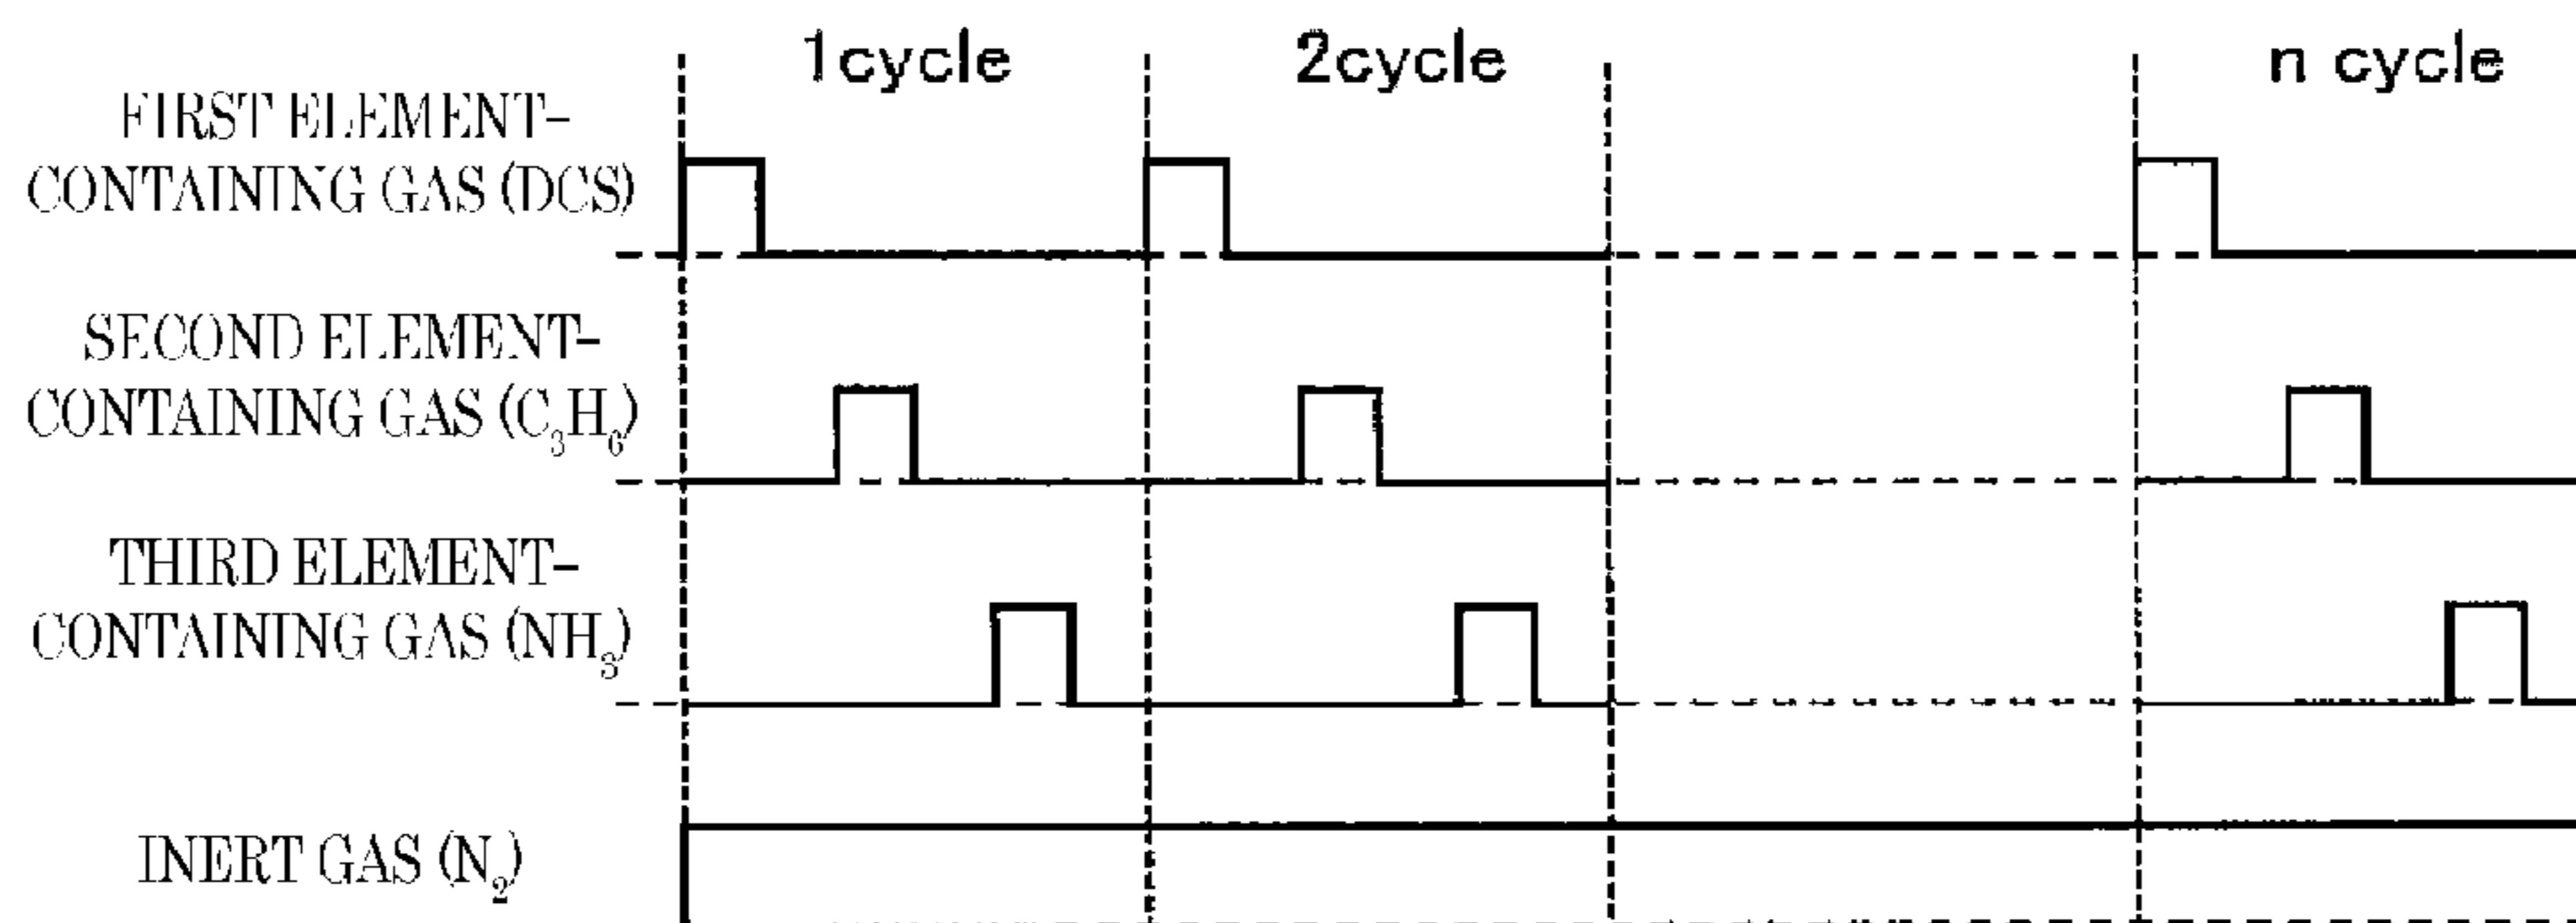 1cycle 2cycle n cycle
FIRST ELEMENT-
CONTAINING GAS (DCS)
SECOND ELEMENT-
CONTAINING GAS (C₃H₆)
THIRD ELEMENT-
CONTAINING GAS (NH₃)
INERT GAS (N₂)